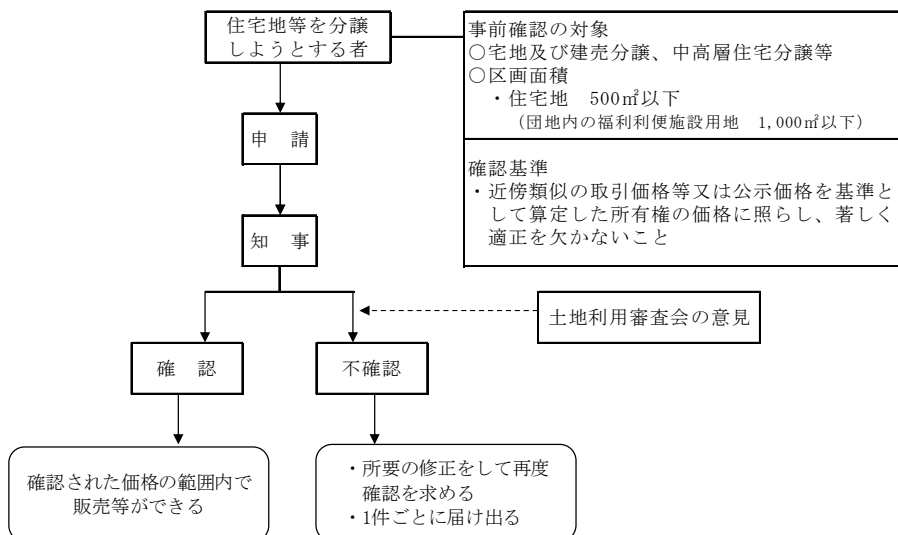 住宅地等を分譲
しようとする者
事前確認の対象
○宅地及び建売分譲、中高層住宅分譲等
○区画面積
・住宅地 500㎡以下
（団地内の福利利便施設用地 1,000㎡以下）
申 請
確認基準
・近傍類似の取引価格等又は公示価格を基準と
して算定した所有権の価格に照らし、著しく
適正を欠かないこと
知 事
土地利用審査会の意見
確 認
不確認
確認された価格の範囲内で
販売等ができる
・所要の修正をして再度
確認を求める
・1件ごとに届け出る